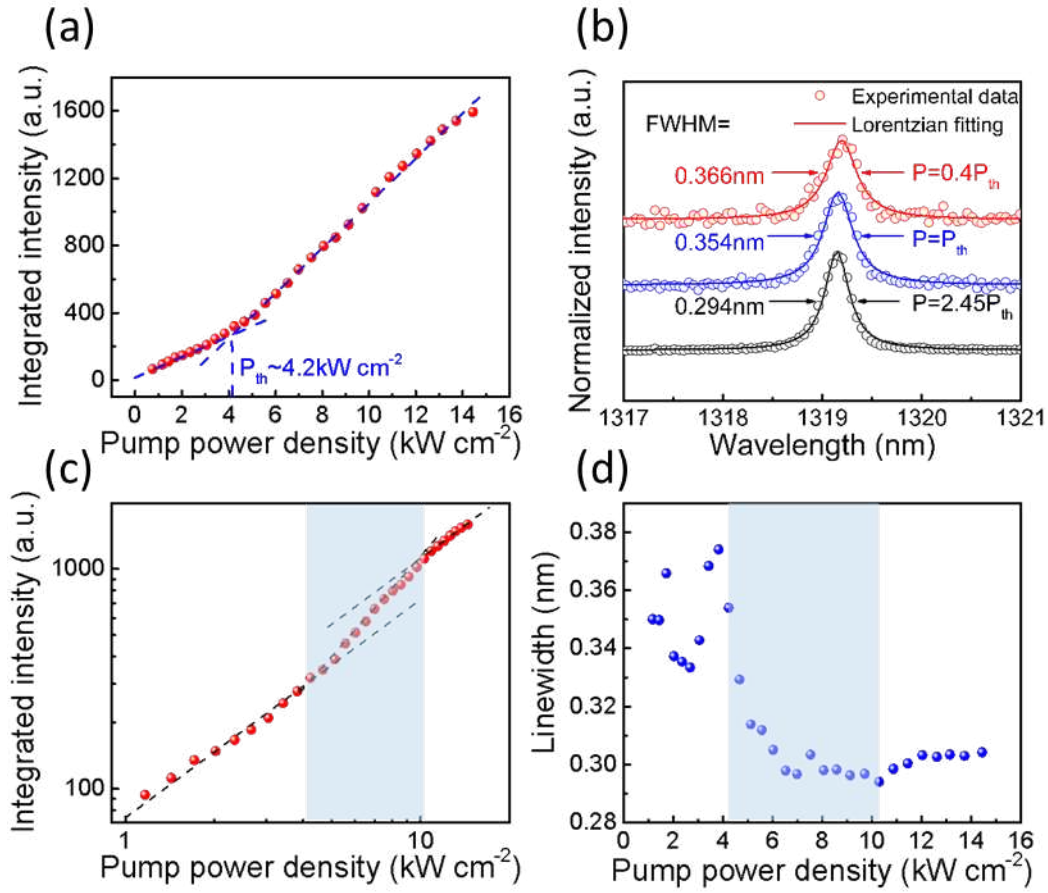 (a)
Integrated intensity (a.u.)
1600
1200
800
400
0
P_th~4.2kW cm⁻²
0 2 4 6 8 10 12 14 16
Pump power density (kW cm⁻²)
(b)
Normalized intensity (a.u.)
Experimental data
FWHM= Lorentzian fitting
0.366nm P=0.4P_th
0.354nm P=P_th
0.294nm P=2.45P_th
1317 1318 1319 1320 1321
Wavelength (nm)
(c)
Integrated intensity (a.u.)
1000
100
1 10
Pump power density (kW cm⁻²)
(d)
Linewidth (nm)
0.38
0.36
0.34
0.32
0.30
0.28
0 2 4 6 8 10 12 14 16
Pump power density (kW cm⁻²)